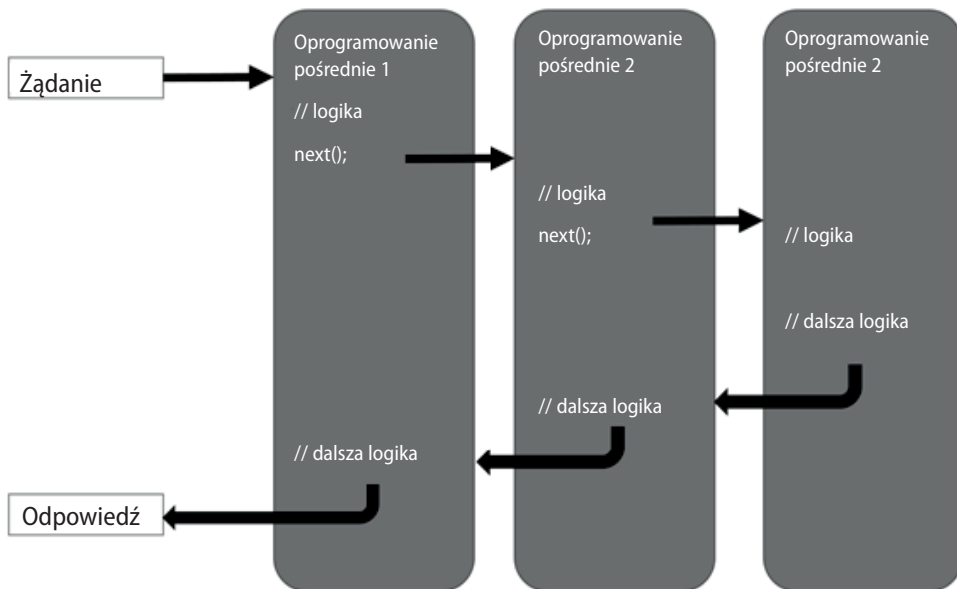 Żądanie
Oprogramowanie
pośrednie 1
// logika
next();
// dalsza logika
Oprogramowanie
pośrednie 2
// logika
next();
// dalsza logika
Oprogramowanie
pośrednie 2
// logika
// dalsza logika
Odpowiedź